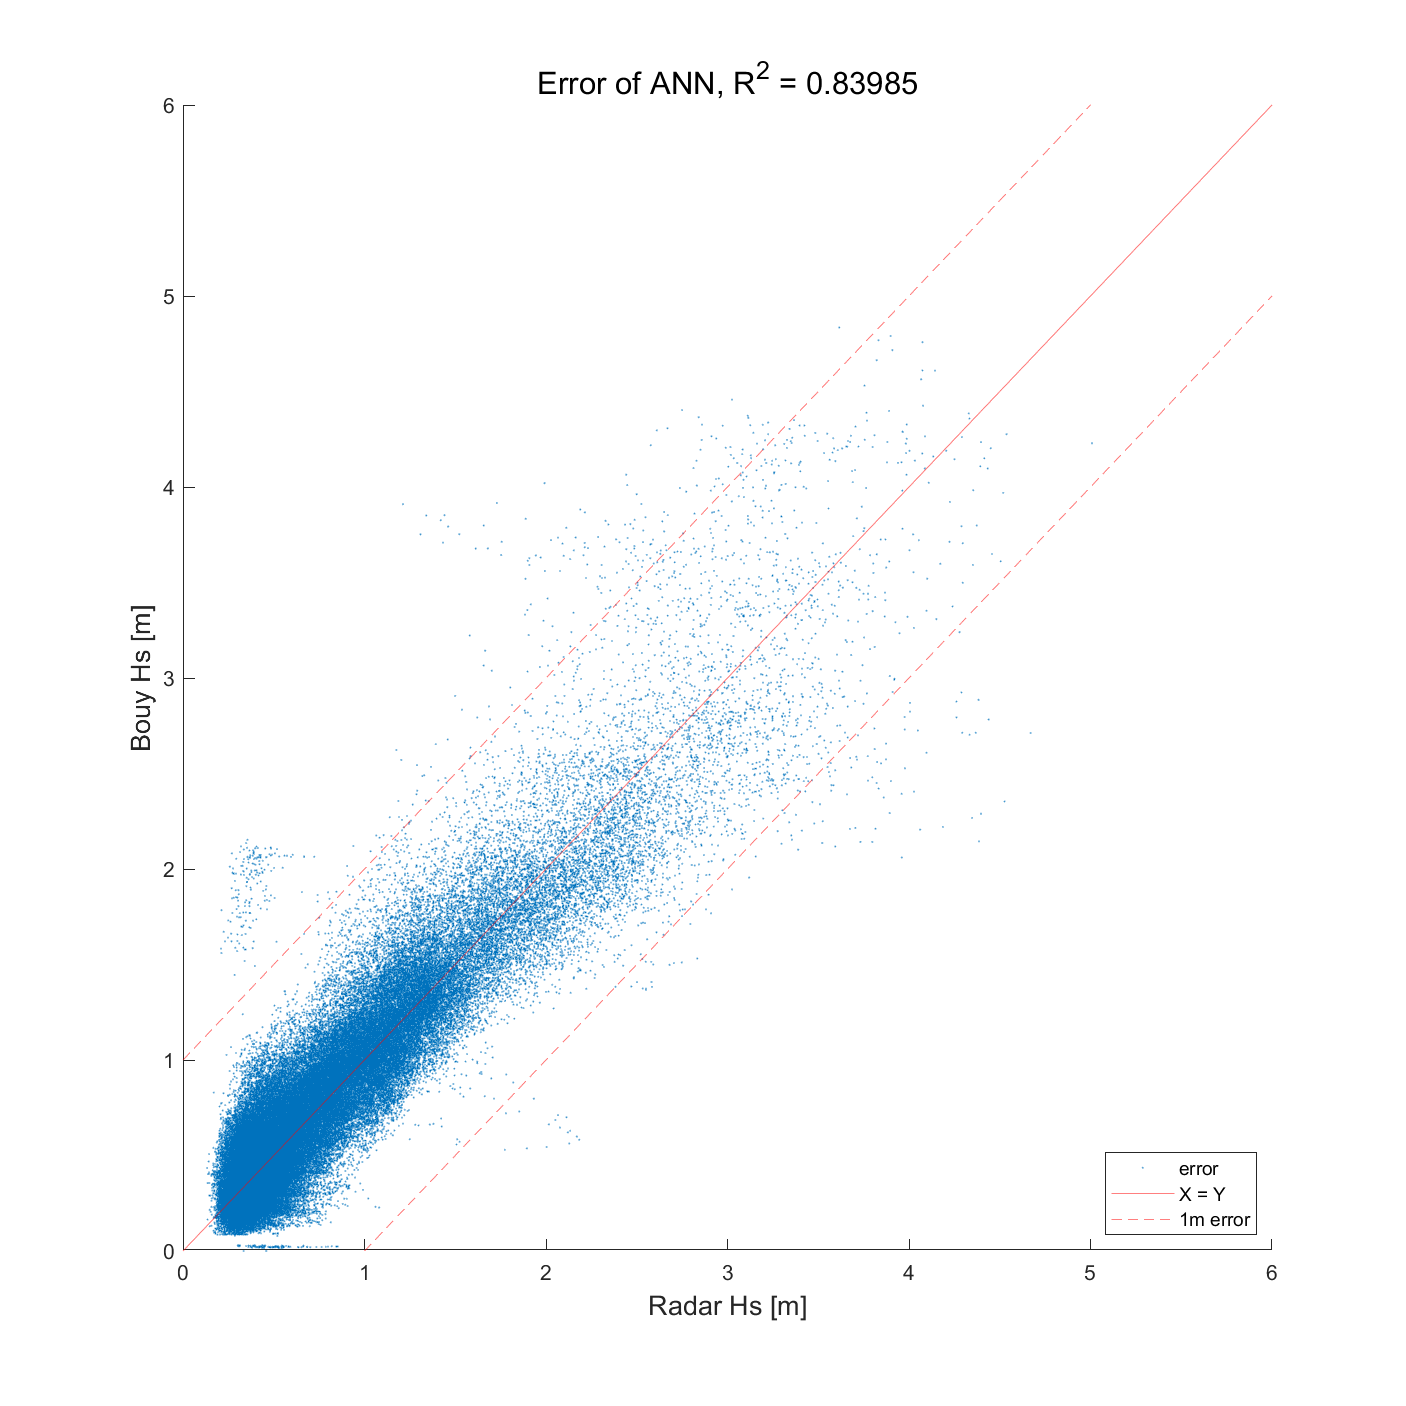 Error of ANN, R² = 0.83985
6
5
4
3
2
1
0
Bouy Hs [m]
0 1 2 3 4 5 6
Radar Hs [m]
error
X = Y
1m error